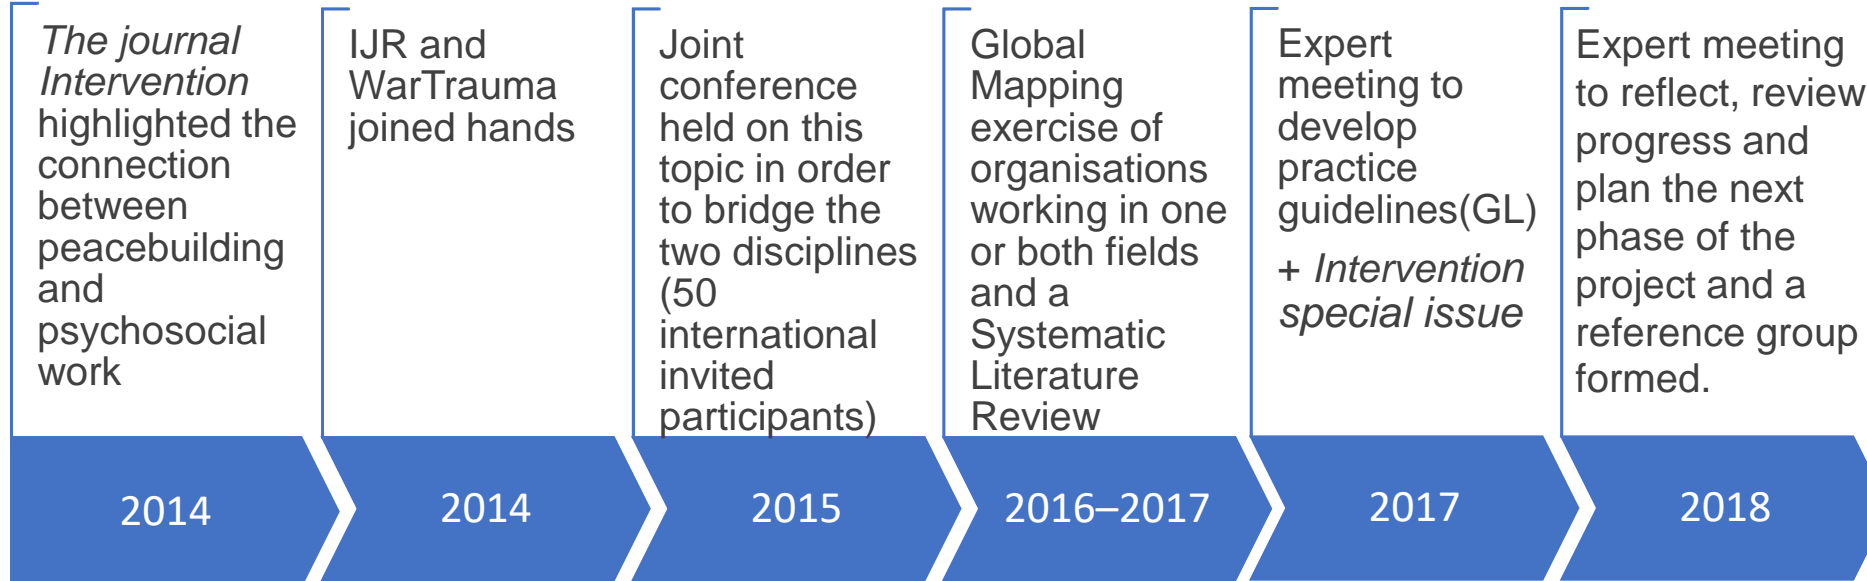 The journal
Intervention
highlighted the
connection
between
peacebuilding
and
psychosocial
work
IJR and
WarTrauma
joined hands
Joint
conference
held on this
topic in order
to bridge the
two disciplines
(50
international
invited
participants)
Global
Mapping
exercise of
organisations
working in one
or both fields
and a
Systematic
Literature
Review
Expert
meeting to
develop
practice
guidelines(GL)
+ Intervention
special issue
Expert meeting
to reflect, review
progress and
plan the next
phase of the
project and a
reference group
formed.
2014
2014
2015
2016–2017
2017
2018